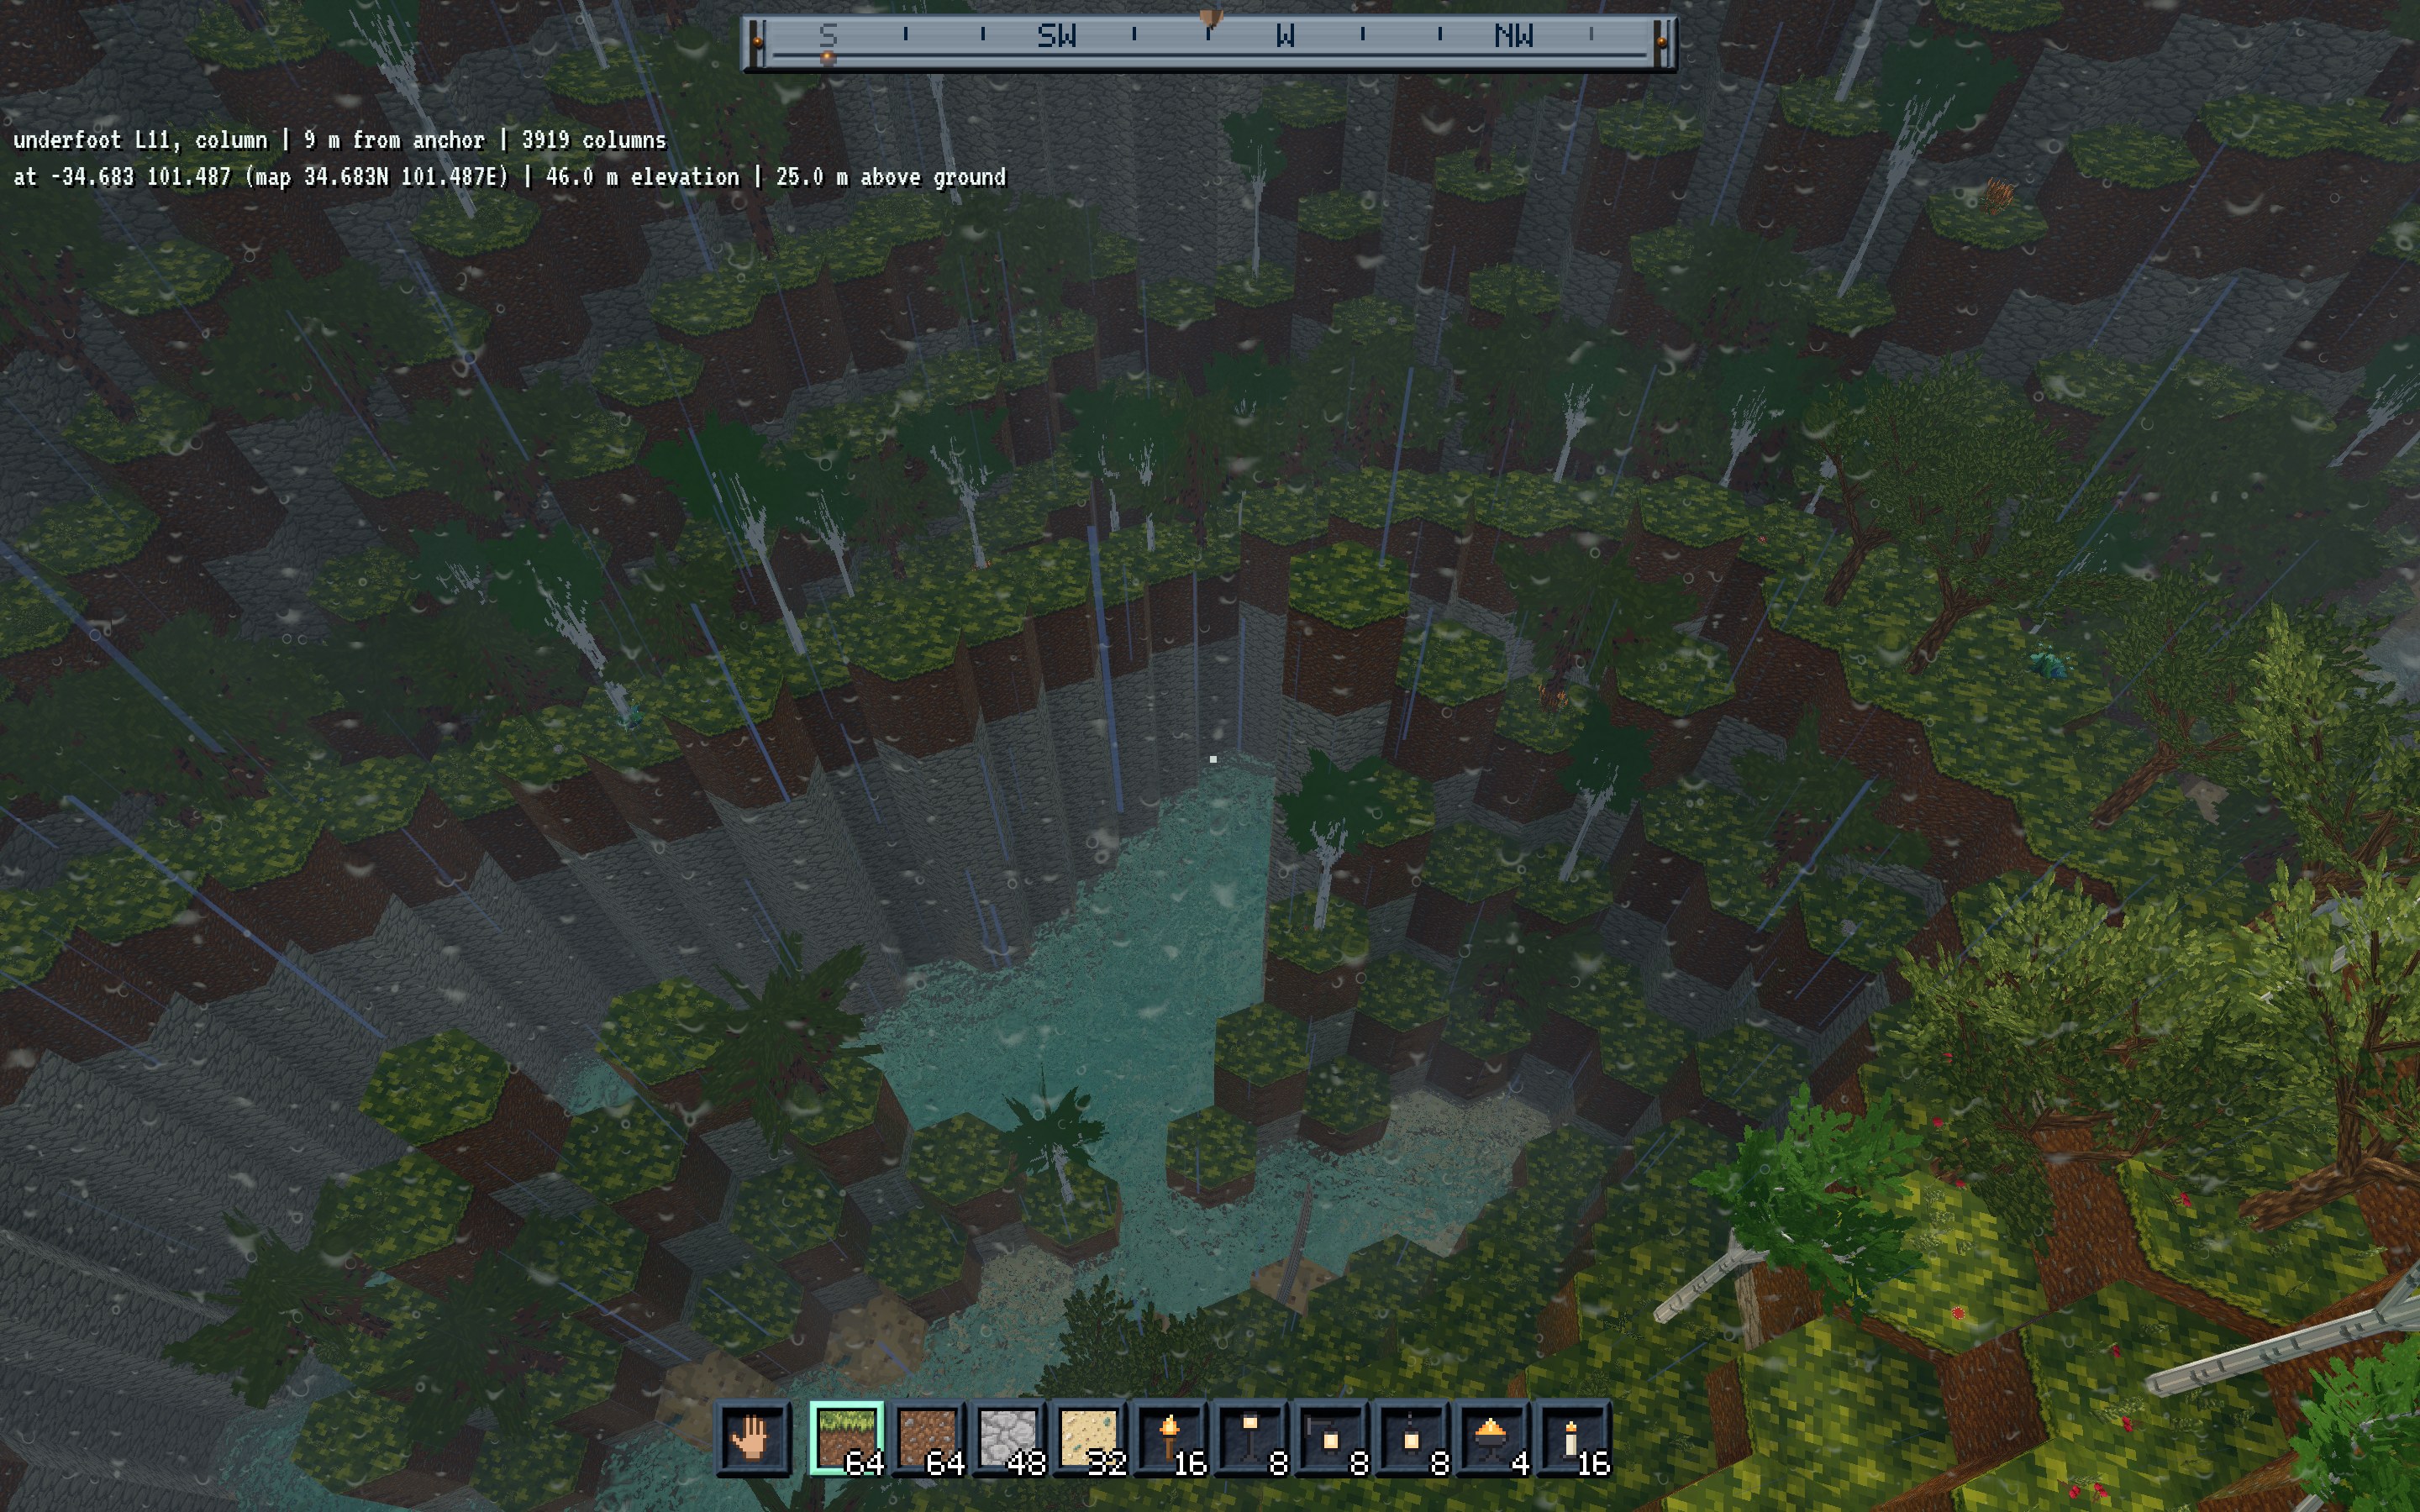 S SW W NW
underfoot L11, column | 9 m from anchor | 3919 columns
at -34.683 101.487 (map 34.683N 101.487E) | 46.0 m elevation | 25.0 m above ground
64 64 48 32 16 8 8 8 4 16